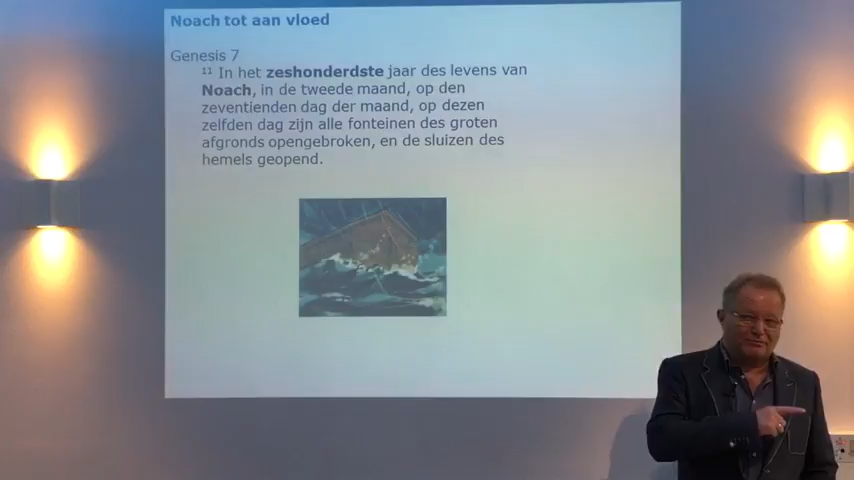 Noach tot aan vloed
Genesis 7
¹¹ In het zeshonderdste jaar des levens van
Noach, in de tweede maand, op den
zeventienden dag der maand, op dezen
zelfden dag zijn alle fonteinen des groten
afgronds opengebroken, en de sluizen des
hemels geopend.